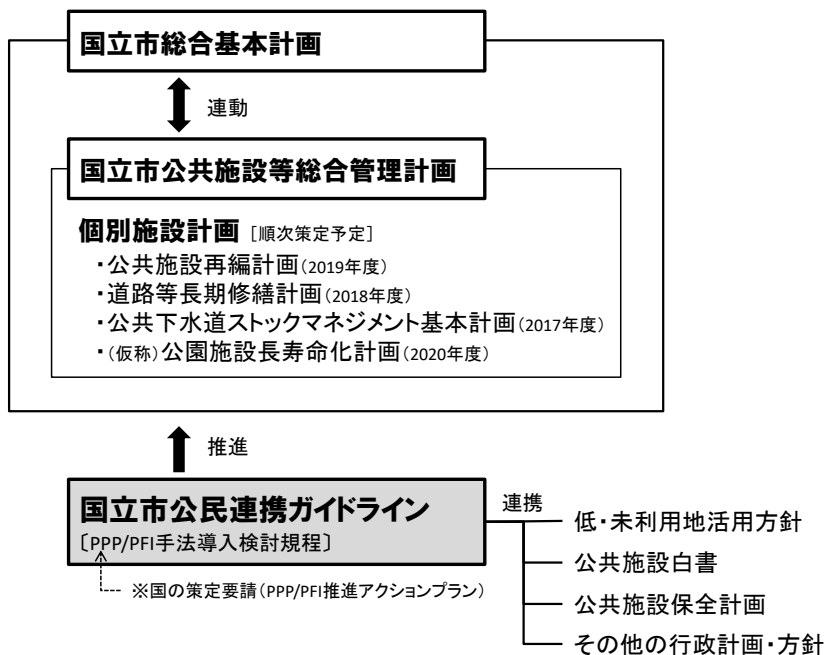 国立市総合基本計画
連動
国立市公共施設等総合管理計画
個別施設計画 [順次策定予定]
・公共施設再編計画(2019年度)
・道路等長期修繕計画(2018年度)
・公共下水道ストックマネジメント基本計画(2017年度)
・(仮称)公園施設長寿命化計画(2020年度)
推進
国立市公民連携ガイドライン
〔PPP/PFI手法導入検討規程〕
※国の策定要請(PPP/PFI推進アクションプラン)
連携
低・未利用地活用方針
公共施設白書
公共施設保全計画
その他の行政計画・方針